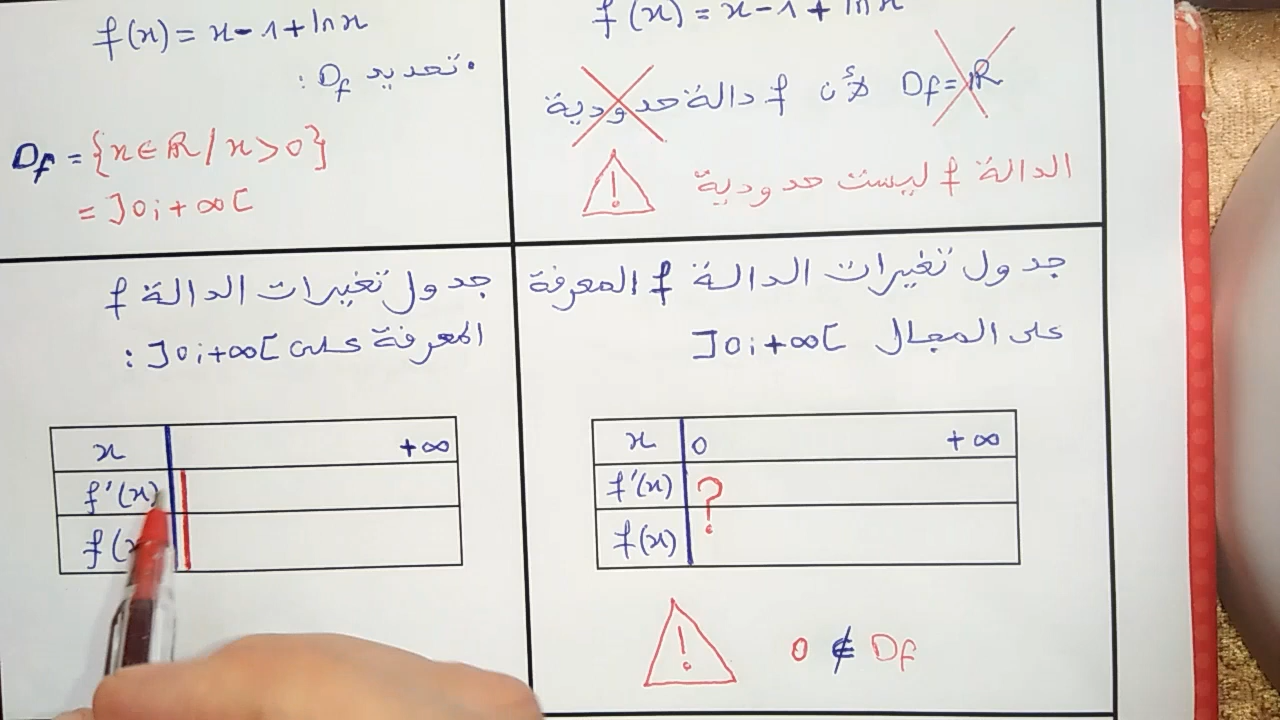 f(x) = x - 1 + ln x
• تحديد Df :
Df = {x ∈ ℝ / x > 0}
= ]0; +∞[
f(x) = x - 1 + ln x
Df = ℝ لأن f دالة حدودية
الدالة f ليست حدودية
!
جدول تغيرات الدالة f
المعرفة على ]0; +∞[ :
x +∞
f'(x)
f(x
جدول تغيرات الدالة f المعرفة
على المجال ]0; +∞[
x 0 +∞
f'(x) ?
f(x)
! 0 ∉ Df